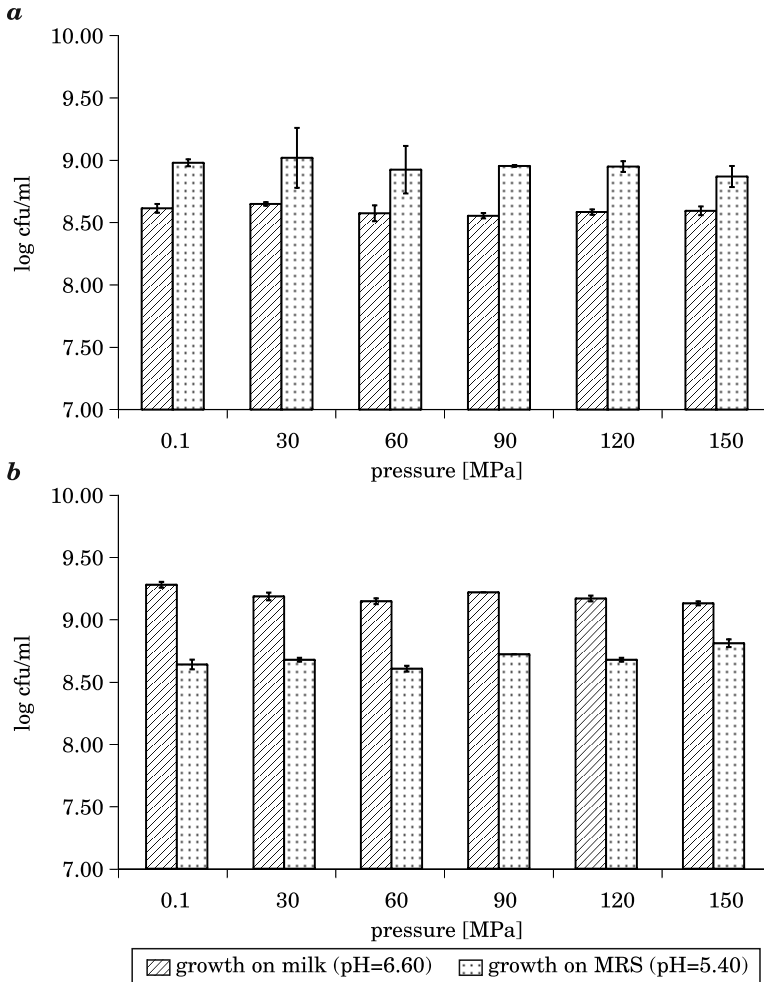 a
10.00
9.50
9.00
8.50
8.00
7.50
7.00
log cfu/ml
0.1 30 60 90 120 150
pressure [MPa]
b
10.00
9.50
9.00
8.50
8.00
7.50
7.00
log cfu/ml
0.1 30 60 90 120 150
pressure [MPa]
growth on milk (pH=6.60) growth on MRS (pH=5.40)